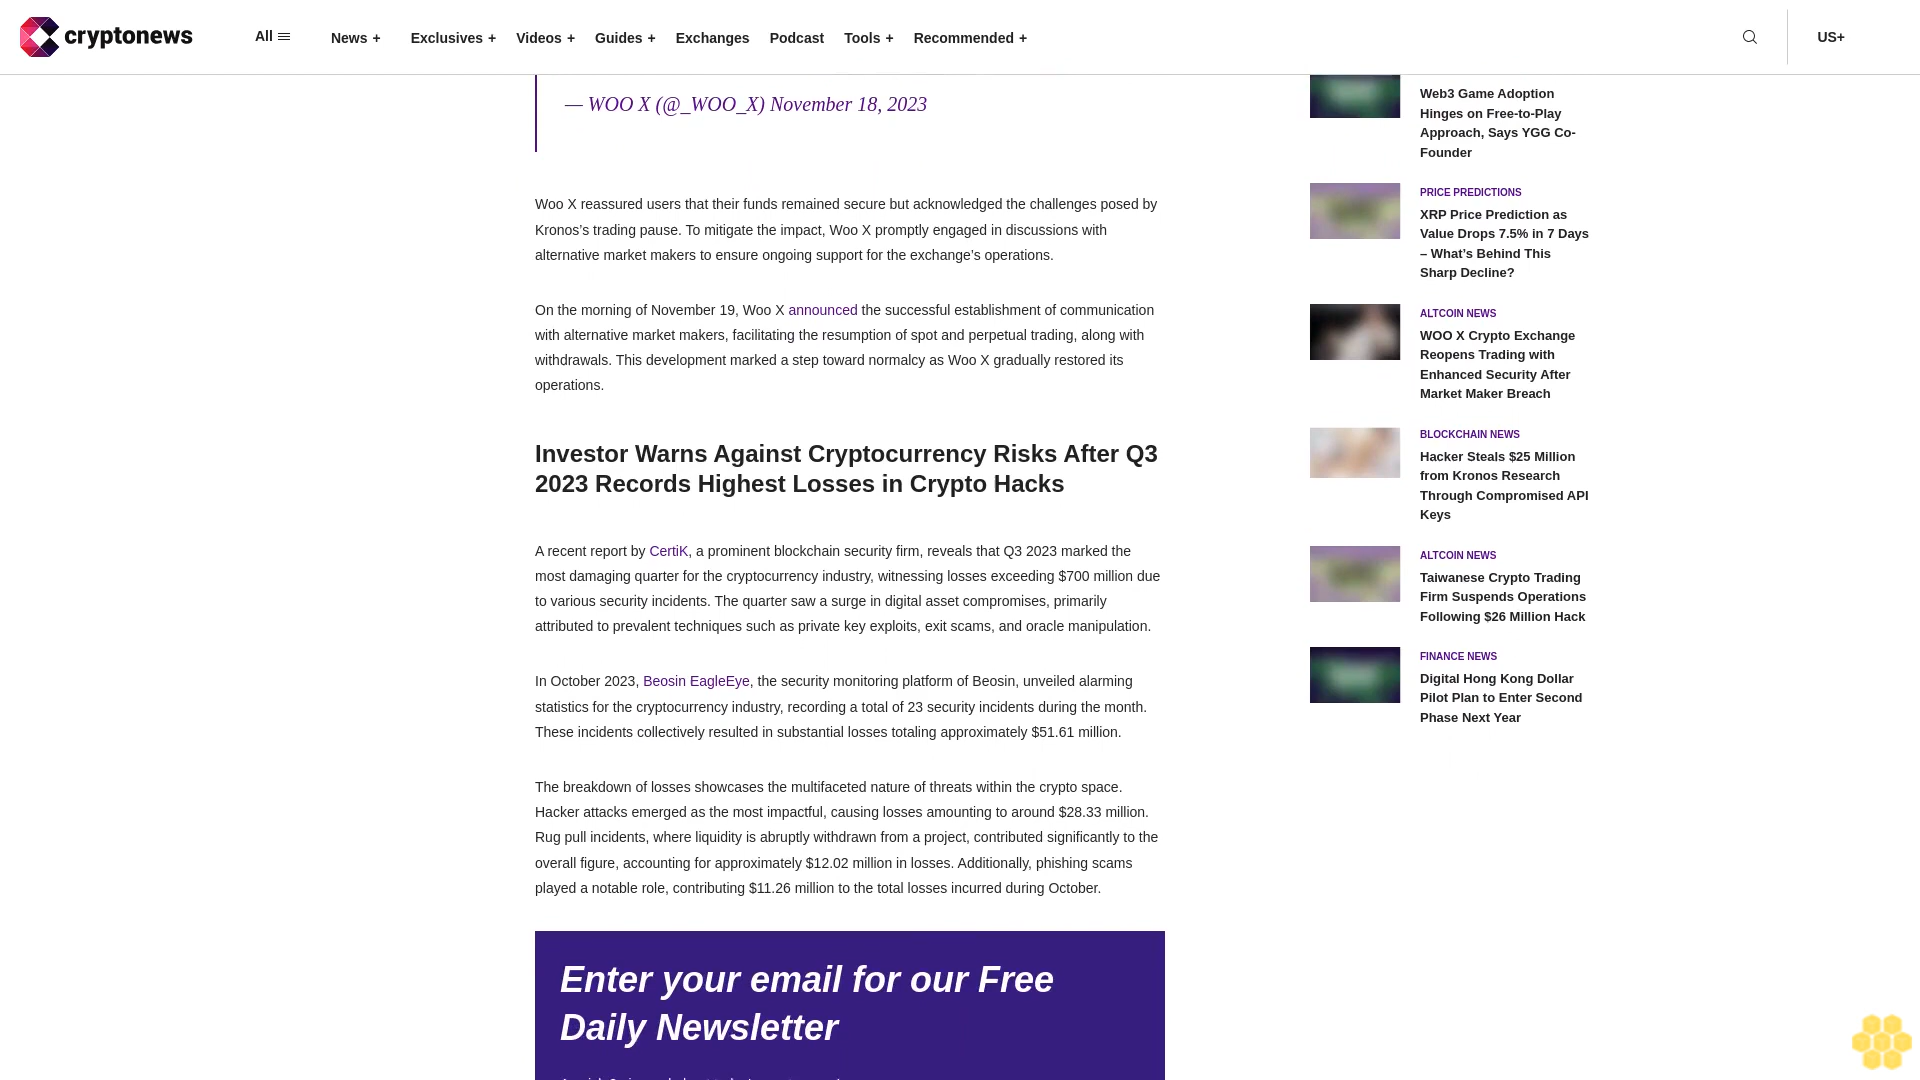 cryptonews
All
News +
Exclusives +
Videos +
Guides +
Exchanges
Podcast
Tools +
Recommended +
US+
— WOO X (@_WOO_X) November 18, 2023
Woo X reassured users that their funds remained secure but acknowledged the challenges posed by
Kronos’s trading pause. To mitigate the impact, Woo X promptly engaged in discussions with
alternative market makers to ensure ongoing support for the exchange’s operations.
On the morning of November 19, Woo X announced the successful establishment of communication
with alternative market makers, facilitating the resumption of spot and perpetual trading, along with
withdrawals. This development marked a step toward normalcy as Woo X gradually restored its
operations.
Investor Warns Against Cryptocurrency Risks After Q3
2023 Records Highest Losses in Crypto Hacks
A recent report by CertiK, a prominent blockchain security firm, reveals that Q3 2023 marked the
most damaging quarter for the cryptocurrency industry, witnessing losses exceeding $700 million due
to various security incidents. The quarter saw a surge in digital asset compromises, primarily
attributed to prevalent techniques such as private key exploits, exit scams, and oracle manipulation.
In October 2023, Beosin EagleEye, the security monitoring platform of Beosin, unveiled alarming
statistics for the cryptocurrency industry, recording a total of 23 security incidents during the month.
These incidents collectively resulted in substantial losses totaling approximately $51.61 million.
The breakdown of losses showcases the multifaceted nature of threats within the crypto space.
Hacker attacks emerged as the most impactful, causing losses amounting to around $28.33 million.
Rug pull incidents, where liquidity is abruptly withdrawn from a project, contributed significantly to the
overall figure, accounting for approximately $12.02 million in losses. Additionally, phishing scams
played a notable role, contributing $11.26 million to the total losses incurred during October.
Enter your email for our Free
Daily Newsletter
Web3 Game Adoption
Hinges on Free-to-Play
Approach, Says YGG Co-
Founder
PRICE PREDICTIONS
XRP Price Prediction as
Value Drops 7.5% in 7 Days
– What’s Behind This
Sharp Decline?
ALTCOIN NEWS
WOO X Crypto Exchange
Reopens Trading with
Enhanced Security After
Market Maker Breach
BLOCKCHAIN NEWS
Hacker Steals $25 Million
from Kronos Research
Through Compromised API
Keys
ALTCOIN NEWS
Taiwanese Crypto Trading
Firm Suspends Operations
Following $26 Million Hack
FINANCE NEWS
Digital Hong Kong Dollar
Pilot Plan to Enter Second
Phase Next Year